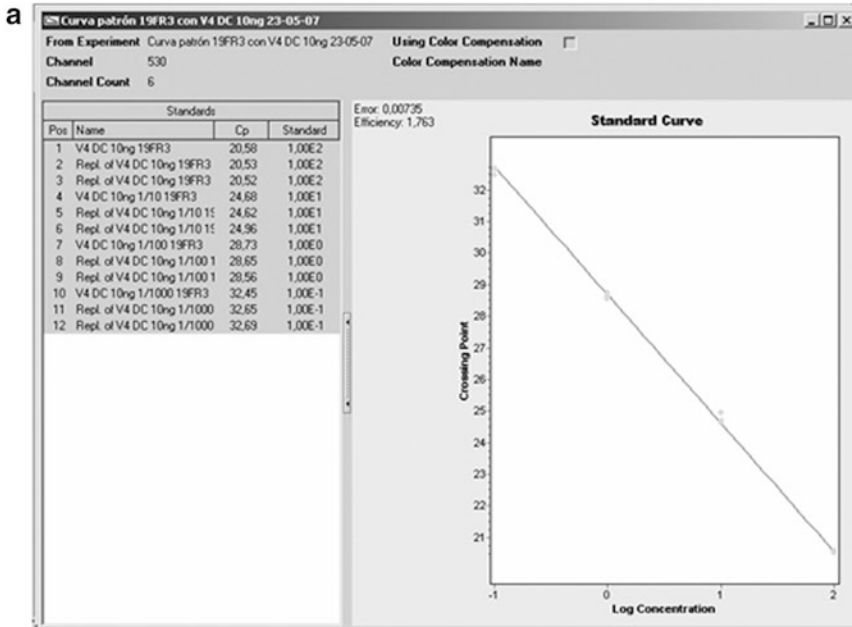 a
Curva patrón 19FR3 con V4 DC 10ng 23-05-07
From Experiment Curva patrón 19FR3 con V4 DC 10ng 23-05-07 Using Color Compensation
Channel 530 Color Compensation Name
Channel Count 6
Standards
Pos Name Cp Standard
1 V4 DC 10ng 19FR3 20,58 1,00E2
2 Repl. of V4 DC 10ng 19FR3 20,53 1,00E2
3 Repl. of V4 DC 10ng 19FR3 20,52 1,00E2
4 V4 DC 10ng 1/10 19FR3 24,68 1,00E1
5 Repl. of V4 DC 10ng 1/10 19 24,62 1,00E1
6 Repl. of V4 DC 10ng 1/10 19 24,96 1,00E1
7 V4 DC 10ng 1/100 19FR3 28,73 1,00E0
8 Repl. of V4 DC 10ng 1/100 1 28,65 1,00E0
9 Repl. of V4 DC 10ng 1/100 1 28,56 1,00E0
10 V4 DC 10ng 1/1000 19FR3 32,45 1,00E-1
11 Repl. of V4 DC 10ng 1/1000 32,65 1,00E-1
12 Repl. of V4 DC 10ng 1/1000 32,69 1,00E-1
Error: 0,00735
Efficiency: 1,763
Standard Curve
Crossing Point
32
31
30
29
28
27
26
25
24
23
22
21
-1 0 1 2
Log Concentration